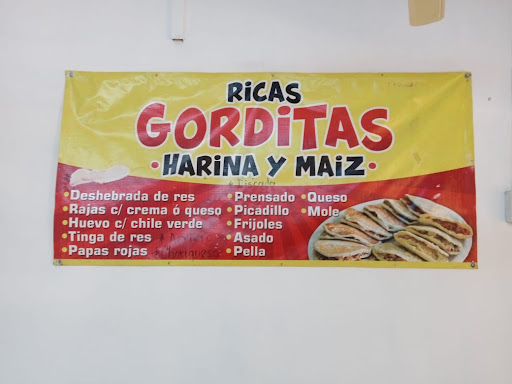 RICAS
GORDITAS
• HARINA Y MAIZ •
• Discada
• Deshebrada de res
• Rajas c/ crema ó queso
• Huevo c/ chile verde
• Tinga de res
• Papas rojas
• Prensado
• Picadillo
• Frijoles
• Asado
• Pella
• Queso
• Mole